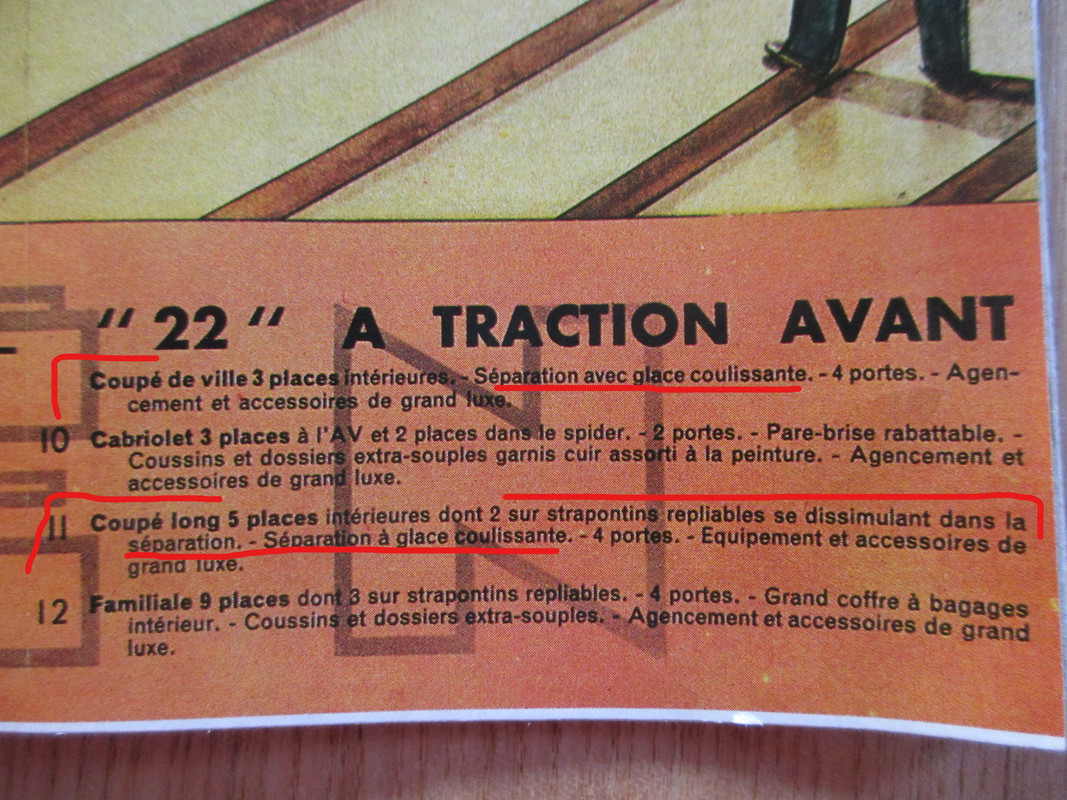 "22" A TRACTION AVANT
Coupé de ville 3 places intérieures. - Séparation avec glace coulissante. - 4 portes. - Agen-
cement et accessoires de grand luxe.
10 Cabriolet 3 places à l'AV et 2 places dans le spider. - 2 portes. - Pare-brise rabattable. -
Coussins et dossiers extra-souples garnis cuir assorti à la peinture. - Agencement et
accessoires de grand luxe.
11 Coupé long 5 places intérieures dont 2 sur strapontins repliables se dissimulant dans la
séparation. - Séparation à glace coulissante. - 4 portes. - Equipement et accessoires de
grand luxe.
12 Familiale 9 places dont 3 sur strapontins repliables. - 4 portes. - Grand coffre à bagages
intérieur. - Coussins et dossiers extra-souples. - Agencement et accessoires de grand
luxe.